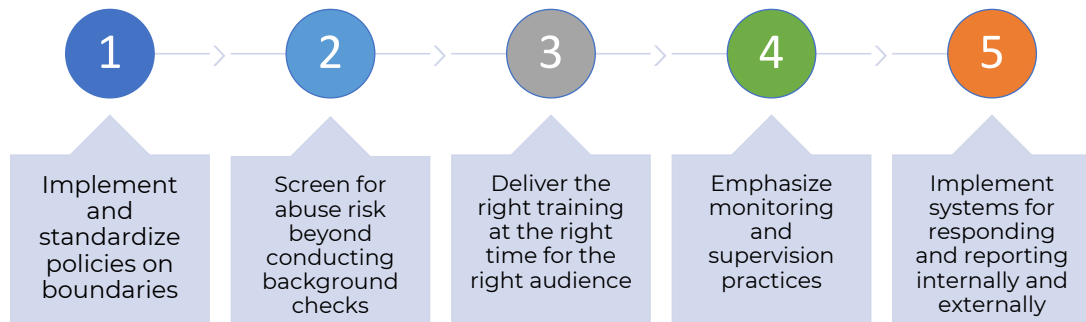 1
2
3
4
5
Implement
and
standardize
policies on
boundaries
Screen for
abuse risk
beyond
conducting
background
checks
Deliver the
right training
at the right
time for the
right audience
Emphasize
monitoring
and
supervision
practices
Implement
systems for
responding
and reporting
internally and
externally